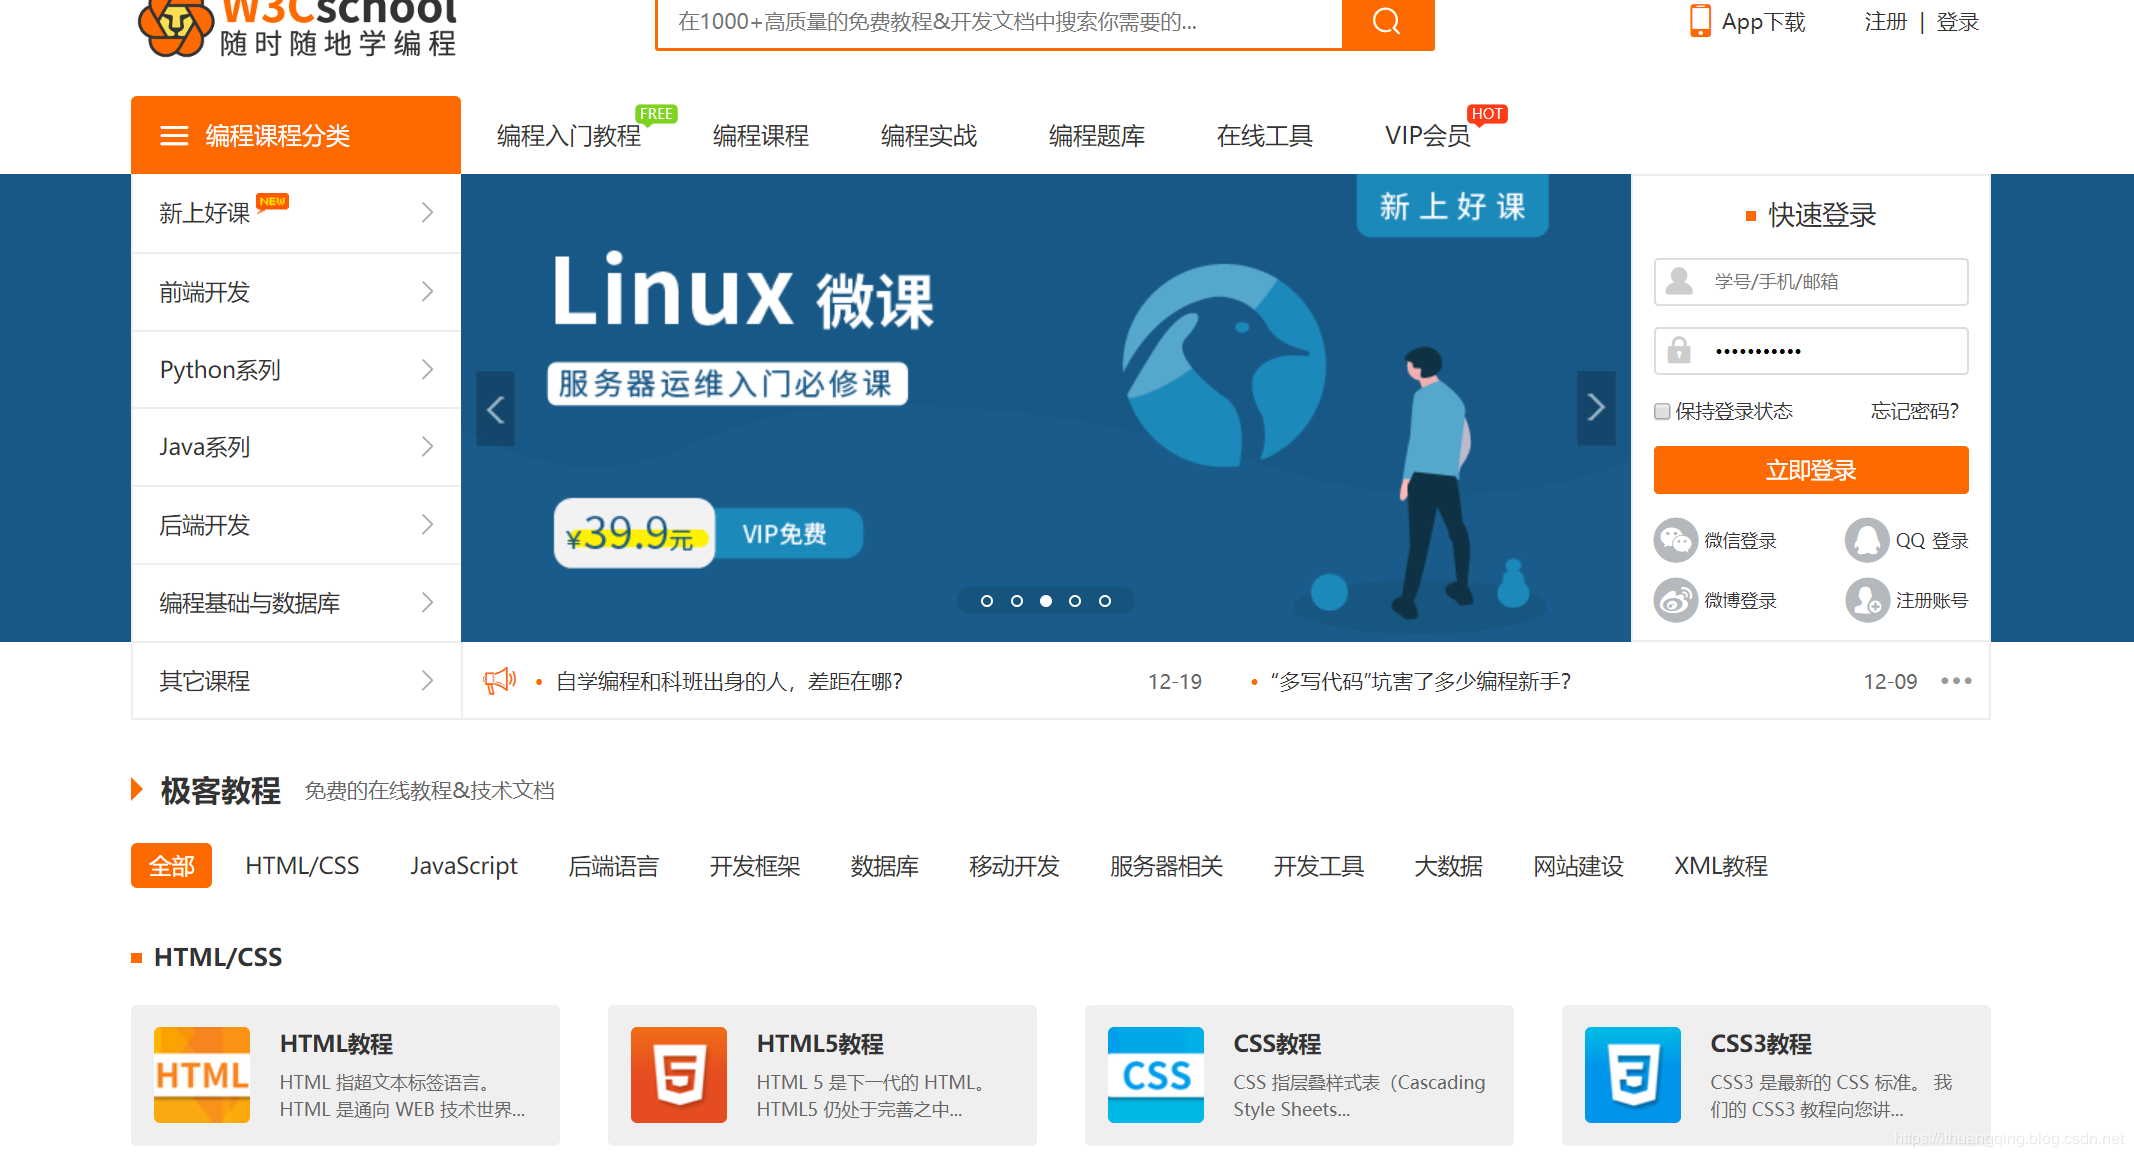 W3Cschool
随时随地学编程
在1000+高质量的免费教程&开发文档中搜索你需要的...
App下载
注册 | 登录
编程课程分类
编程入门教程
FREE
编程课程
编程实战
编程题库
在线工具
VIP会员
HOT
新上好课
NEW
前端开发
Python系列
Java系列
后端开发
编程基础与数据库
其它课程
新上好课
Linux 微课
服务器运维入门必修课
¥39.9元
VIP免费
快速登录
学号/手机/邮箱
•••••••••••
保持登录状态
忘记密码?
立即登录
微信登录
QQ 登录
微博登录
注册账号
• 自学编程和科班出身的人，差距在哪?
12-19
• “多写代码”坑害了多少编程新手?
12-09
•••
极客教程
免费的在线教程&技术文档
全部
HTML/CSS
JavaScript
后端语言
开发框架
数据库
移动开发
服务器相关
开发工具
大数据
网站建设
XML教程
HTML/CSS
HTML
HTML教程
HTML 指超文本标签语言。
HTML 是通向 WEB 技术世界...
5
HTML5教程
HTML 5 是下一代的 HTML。
HTML5 仍处于完善之中...
CSS
CSS教程
CSS 指层叠样式表（Cascading
Style Sheets...
3
CSS3教程
CSS3 是最新的 CSS 标准。 我
们的 CSS3 教程向您讲...
https://ithuangqing.blog.csdn.net